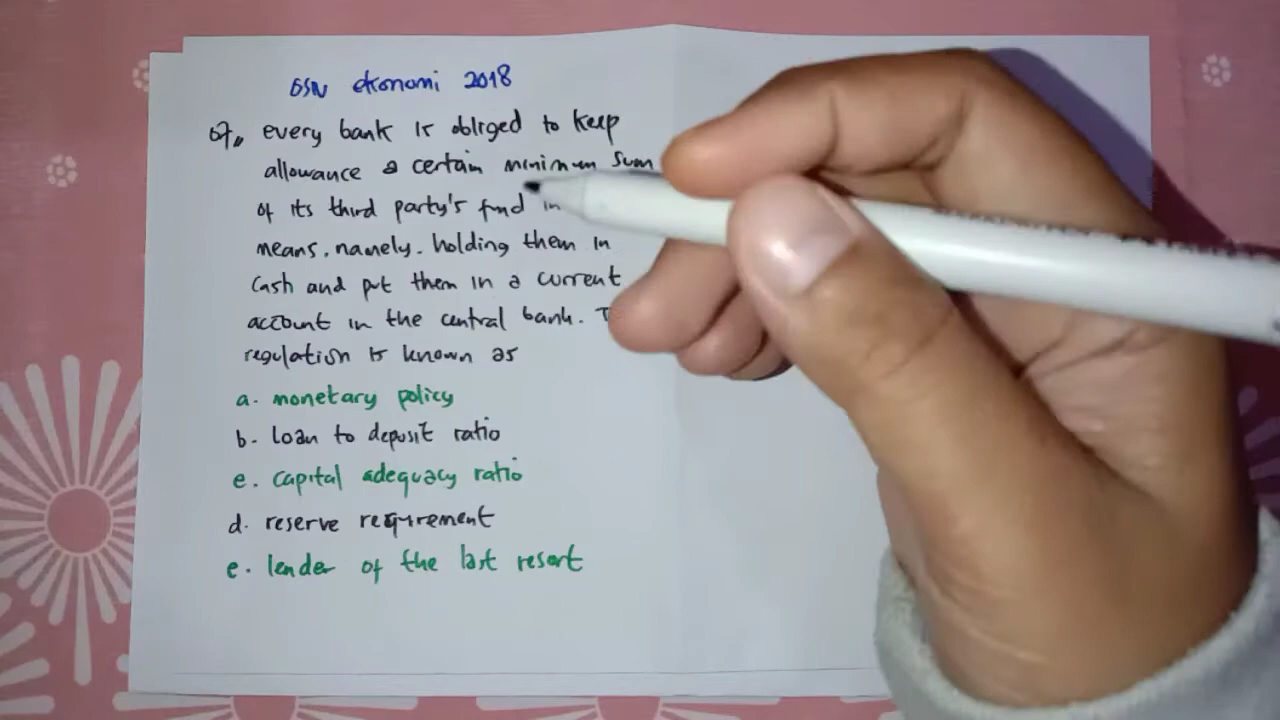 OSN ekonomi 2018
07,, every bank is obliged to keep
allowance a certain minimum sum
of its third party's fund in
means, namely. holding them in
Cash and put them in a current
account in the central bank.
regulation is known as
a. monetary policy
b. loan to deposit ratio
e. capital adequacy ratio
d. reserve requirement
e. lender of the last resort